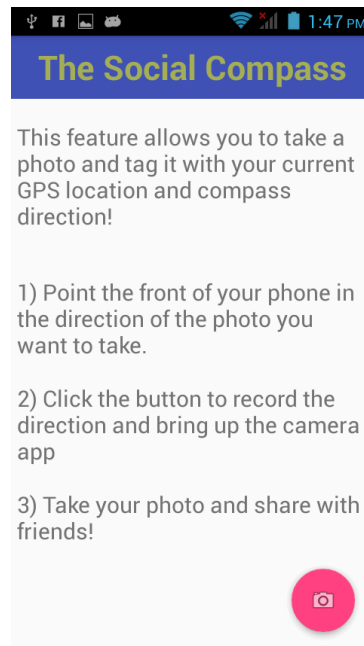 1:47 PM
The Social Compass
This feature allows you to take a
photo and tag it with your current
GPS location and compass
direction!
1) Point the front of your phone in
the direction of the photo you
want to take.
2) Click the button to record the
direction and bring up the camera
app
3) Take your photo and share with
friends!